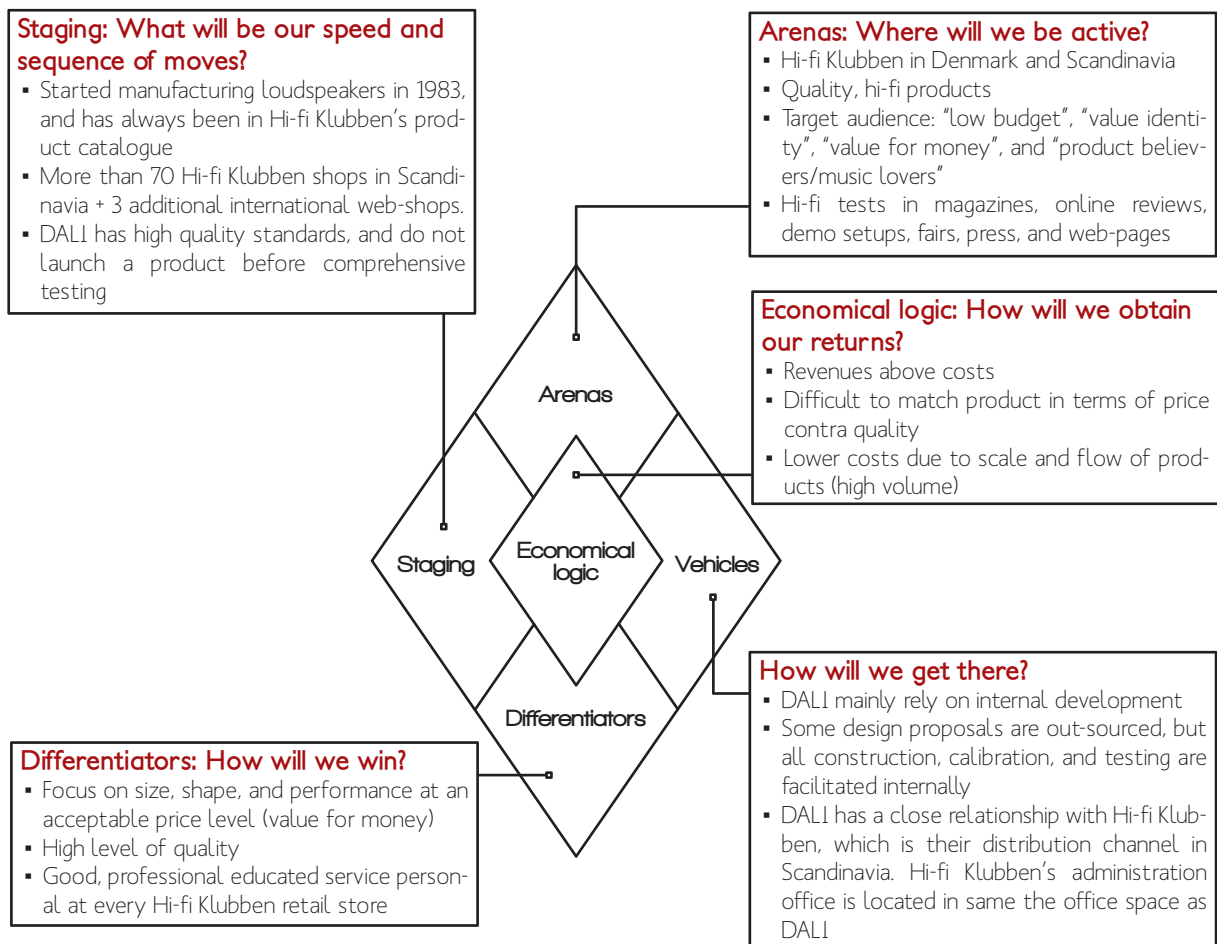 Staging: What will be our speed and
sequence of moves?
▪ Started manufacturing loudspeakers in 1983,
and has always been in Hi-fi Klubben's prod-
uct catalogue
▪ More than 70 Hi-fi Klubben shops in Scandi-
navia + 3 additional international web-shops.
▪ DALI has high quality standards, and do not
launch a product before comprehensive
testing
Arenas: Where will we be active?
▪ Hi-fi Klubben in Denmark and Scandinavia
▪ Quality, hi-fi products
▪ Target audience: "low budget", "value identi-
ty", "value for money", and "product believ-
ers/music lovers"
▪ Hi-fi tests in magazines, online reviews,
demo setups, fairs, press, and web-pages
Economical logic: How will we obtain
our returns?
▪ Revenues above costs
▪ Difficult to match product in terms of price
contra quality
▪ Lower costs due to scale and flow of prod-
ucts (high volume)
Arenas
Staging
Economical
logic
Vehicles
Differentiators
How will we get there?
▪ DALI mainly rely on internal development
▪ Some design proposals are out-sourced, but
all construction, calibration, and testing are
facilitated internally
▪ DALI has a close relationship with Hi-fi Klub-
ben, which is their distribution channel in
Scandinavia. Hi-fi Klubben's administration
office is located in same the office space as
DALI
Differentiators: How will we win?
▪ Focus on size, shape, and performance at an
acceptable price level (value for money)
▪ High level of quality
▪ Good, professional educated service person-
al at every Hi-fi Klubben retail store